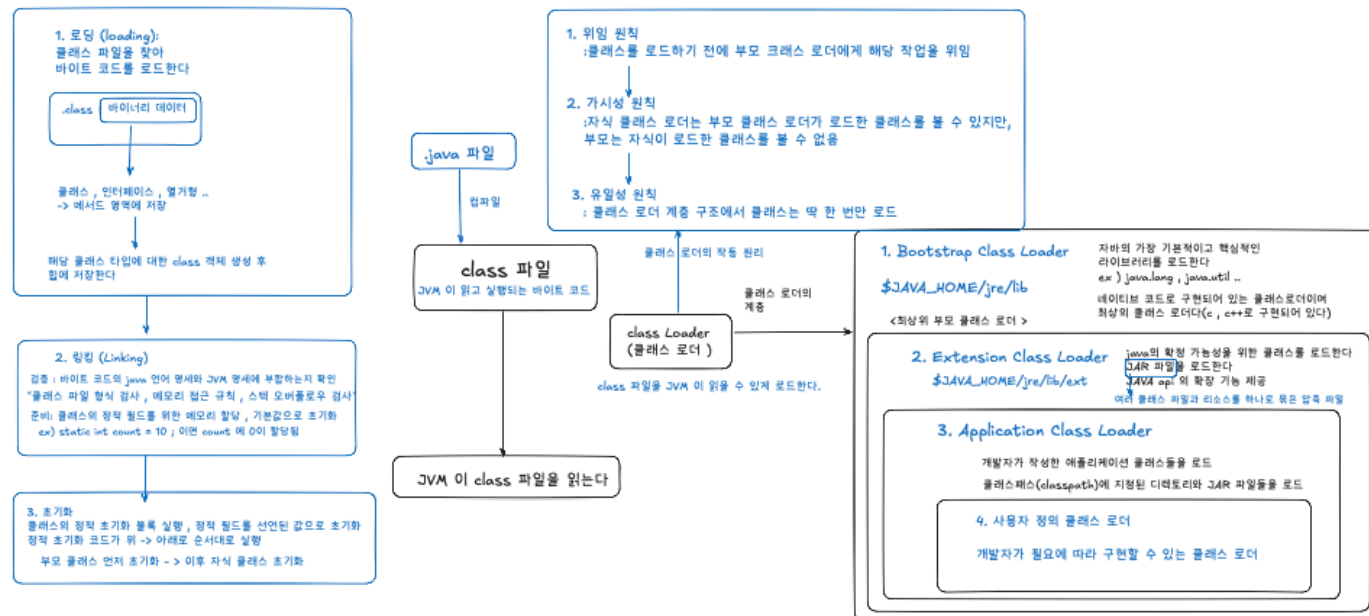 1. 로딩 (loading):
클래스 파일을 찾아
바이트 코드를 로드한다
.class 바이너리 데이터
클래스 , 인터페이스 , 열거형 ..
-> 메서드 영역에 저장
해당 클래스 타입에 대한 class 객체 생성 후
힙에 저장한다
2. 링킹 (Linking)
검증 : 바이트 코드의 java 언어 명세와 JVM 명세에 부합하는지 확인
"클래스 파일 형식 검사 , 메모리 접근 규칙 , 스택 오버플로우 검사"
준비: 클래스의 정적 필드를 위한 메모리 할당 , 기본값으로 초기화
ex) static int count = 10 ; 이면 count 에 0이 할당됨
3. 초기화
클래스의 정적 초기화 블록 실행 , 정적 필드를 선언된 값으로 초기화
정적 초기화 코드가 위 -> 아래로 순서대로 실행
부모 클래스 먼저 초기화 - > 이후 자식 클래스 초기화
.java 파일
컴파일
class 파일
JVM 이 읽고 실행되는 바이트 코드
JVM 이 class 파일을 읽는다
1. 위임 원칙
:클래스를 로드하기 전에 부모 크래스 로더에게 해당 작업을 위임
2. 가시성 원칙
:자식 클래스 로더는 부모 클래스 로더가 로드한 클래스를 볼 수 있지만,
부모는 자식이 로드한 클래스를 볼 수 없음
3. 유일성 원칙
: 클래스 로더 계층 구조에서 클래스는 딱 한 번만 로드
클래스 로더의 작동 원리
class Loader
(클래스 로더 )
class 파일을 JVM 이 읽을 수 있게 로드한다.
클래스 로더의
계층
1. Bootstrap Class Loader
$JAVA_HOME/jre/lib
<최상위 부모 클래스 로더 >
자바의 가장 기본적이고 핵심적인
라이브러리를 로드한다
ex ) java.lang , java.util ..
네이티브 코드로 구현되어 있는 클래스로더이며
최상의 클래스 로더다(c , c++로 구현되어 있다)
2. Extension Class Loader
$JAVA_HOME/jre/lib/ext
java의 확정 가능성을 위한 클래스를 로드한다
JAR 파일을 로드한다
JAVA api 의 확장 기능 제공
여러 클래스 파일과 리소스를 하나로 묶은 압축 파일
3. Application Class Loader
개발자가 작성한 애플리케이션 클래스들을 로드
클래스패스(classpath)에 지정된 디렉토리와 JAR 파일들을 로드
4. 사용자 정의 클래스 로더
개발자가 필요에 따라 구현할 수 있는 클래스 로더